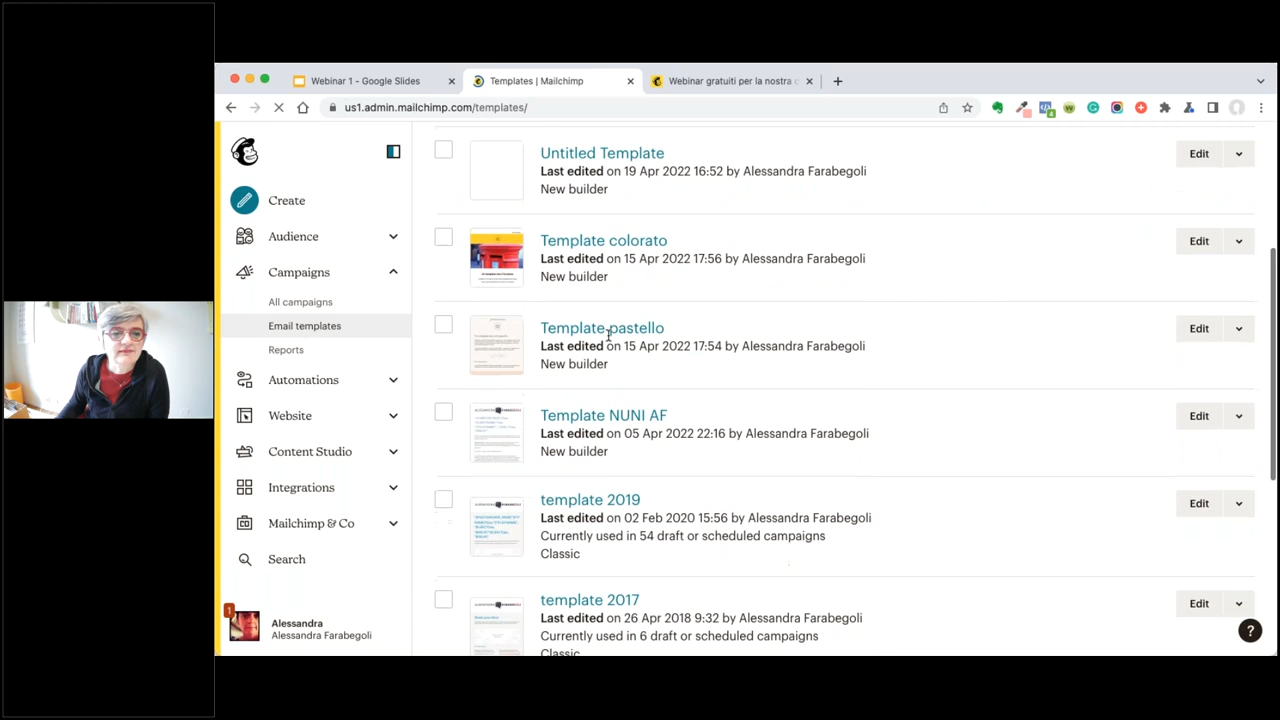 Webinar 1 - Google Slides
Templates | Mailchimp
Webinar gratuiti per la nostra c
us1.admin.mailchimp.com/templates/
Create
Audience
Campaigns
All campaigns
Email templates
Reports
Automations
Website
Content Studio
Integrations
Mailchimp & Co
Search
1
Alessandra
Alessandra Farabegoli
Untitled Template
Last edited on 19 Apr 2022 16:52 by Alessandra Farabegoli
New builder
Edit
Template colorato
Last edited on 15 Apr 2022 17:56 by Alessandra Farabegoli
New builder
Edit
Template pastello
Last edited on 15 Apr 2022 17:54 by Alessandra Farabegoli
New builder
Edit
Template NUNI AF
Last edited on 05 Apr 2022 22:16 by Alessandra Farabegoli
New builder
Edit
template 2019
Last edited on 02 Feb 2020 15:56 by Alessandra Farabegoli
Currently used in 54 draft or scheduled campaigns
Classic
Edit
template 2017
Last edited on 26 Apr 2018 9:32 by Alessandra Farabegoli
Currently used in 6 draft or scheduled campaigns
Classic
Edit
?